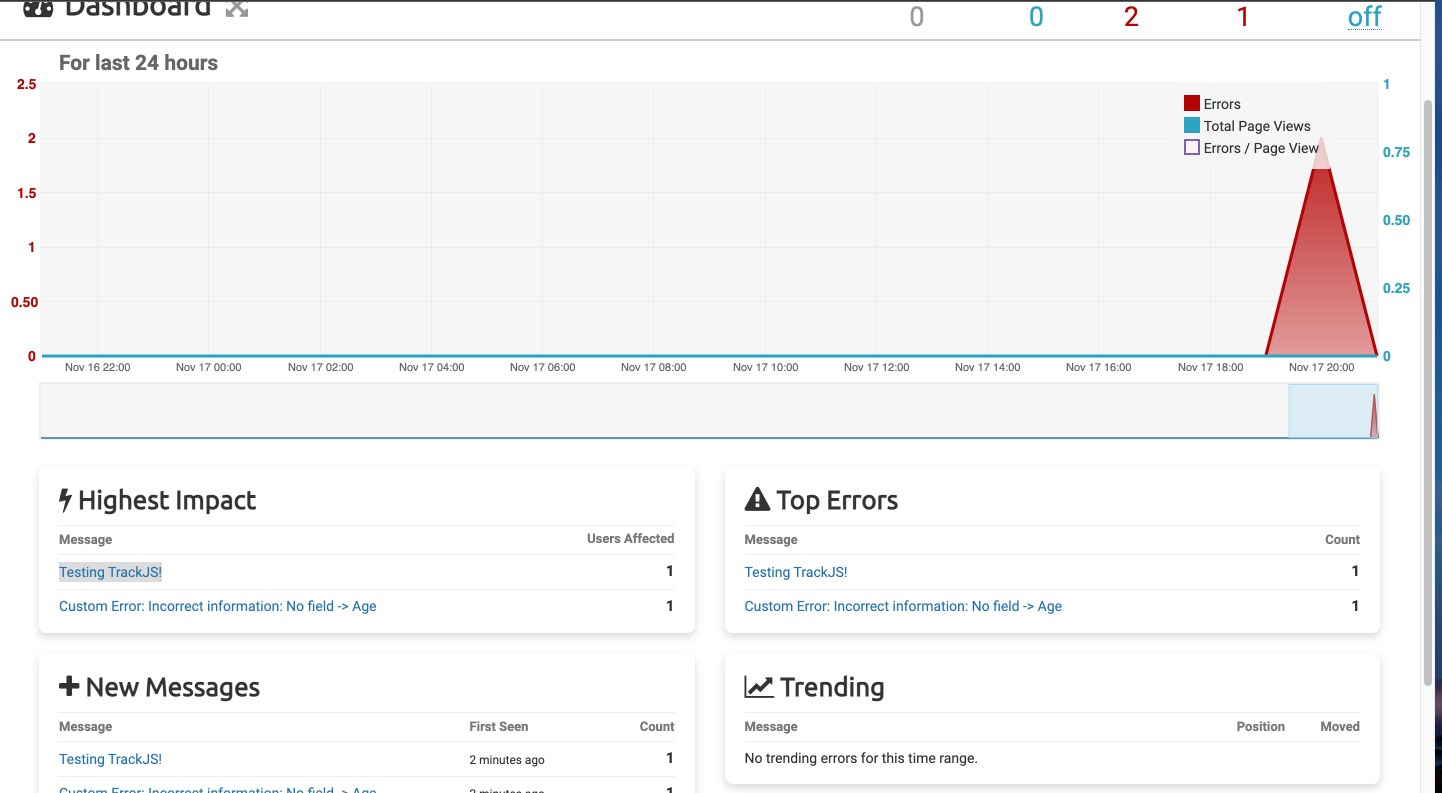 Dashboard
0 0 2 1 off
For last 24 hours
2.5
2
1.5
1
0.50
0
1
0.75
0.50
0.25
0
Errors
Total Page Views
Errors / Page View
Nov 16 22:00 Nov 17 00:00 Nov 17 02:00 Nov 17 04:00 Nov 17 06:00 Nov 17 08:00 Nov 17 10:00 Nov 17 12:00 Nov 17 14:00 Nov 17 16:00 Nov 17 18:00 Nov 17 20:00
Highest Impact
Message Users Affected
Testing TrackJS! 1
Custom Error: Incorrect information: No field -> Age 1
Top Errors
Message Count
Testing TrackJS! 1
Custom Error: Incorrect information: No field -> Age 1
New Messages
Message First Seen Count
Testing TrackJS! 2 minutes ago 1
Custom Error: Incorrect information: No field -> Age 2 minutes ago 1
Trending
Message Position Moved
No trending errors for this time range.